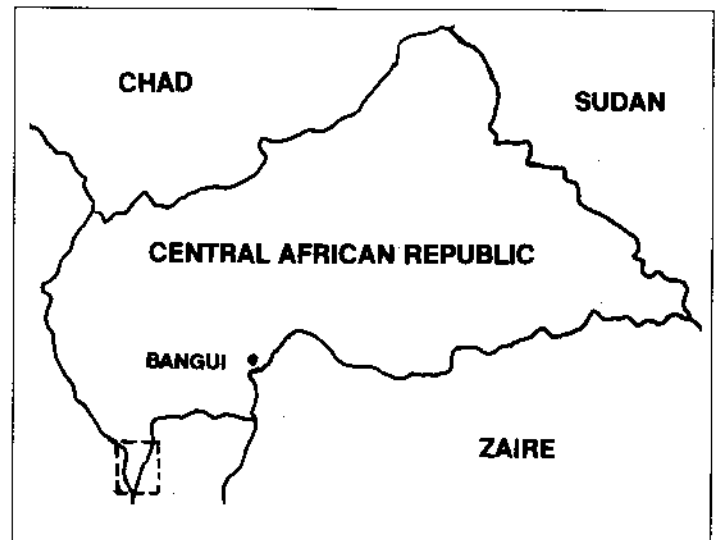 CHAD
SUDAN
CENTRAL AFRICAN REPUBLIC
BANGUI
ZAIRE